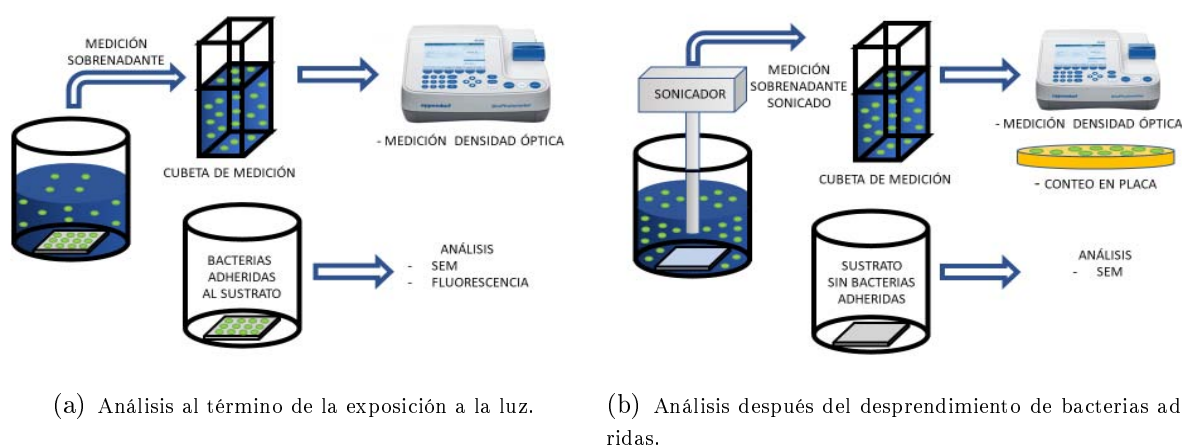 MEDICIÓN
SOBRENADANTE
- MEDICIÓN DENSIDAD ÓPTICA
CUBETA DE MEDICIÓN
BACTERIAS
ADHERIDAS
AL SUSTRATO
ANÁLISIS
- SEM
- FLUORESCENCIA
(a) Análisis al término de la exposición a la luz.
SONICADOR
MEDICIÓN
SOBRENADANTE
SONICADO
- MEDICIÓN DENSIDAD ÓPTICA
- CONTEO EN PLACA
CUBETA DE MEDICIÓN
SUSTRATO
SIN BACTERIAS
ADHERIDAS
ANÁLISIS
- SEM
(b) Análisis después del desprendimiento de bacterias ad
ridas.